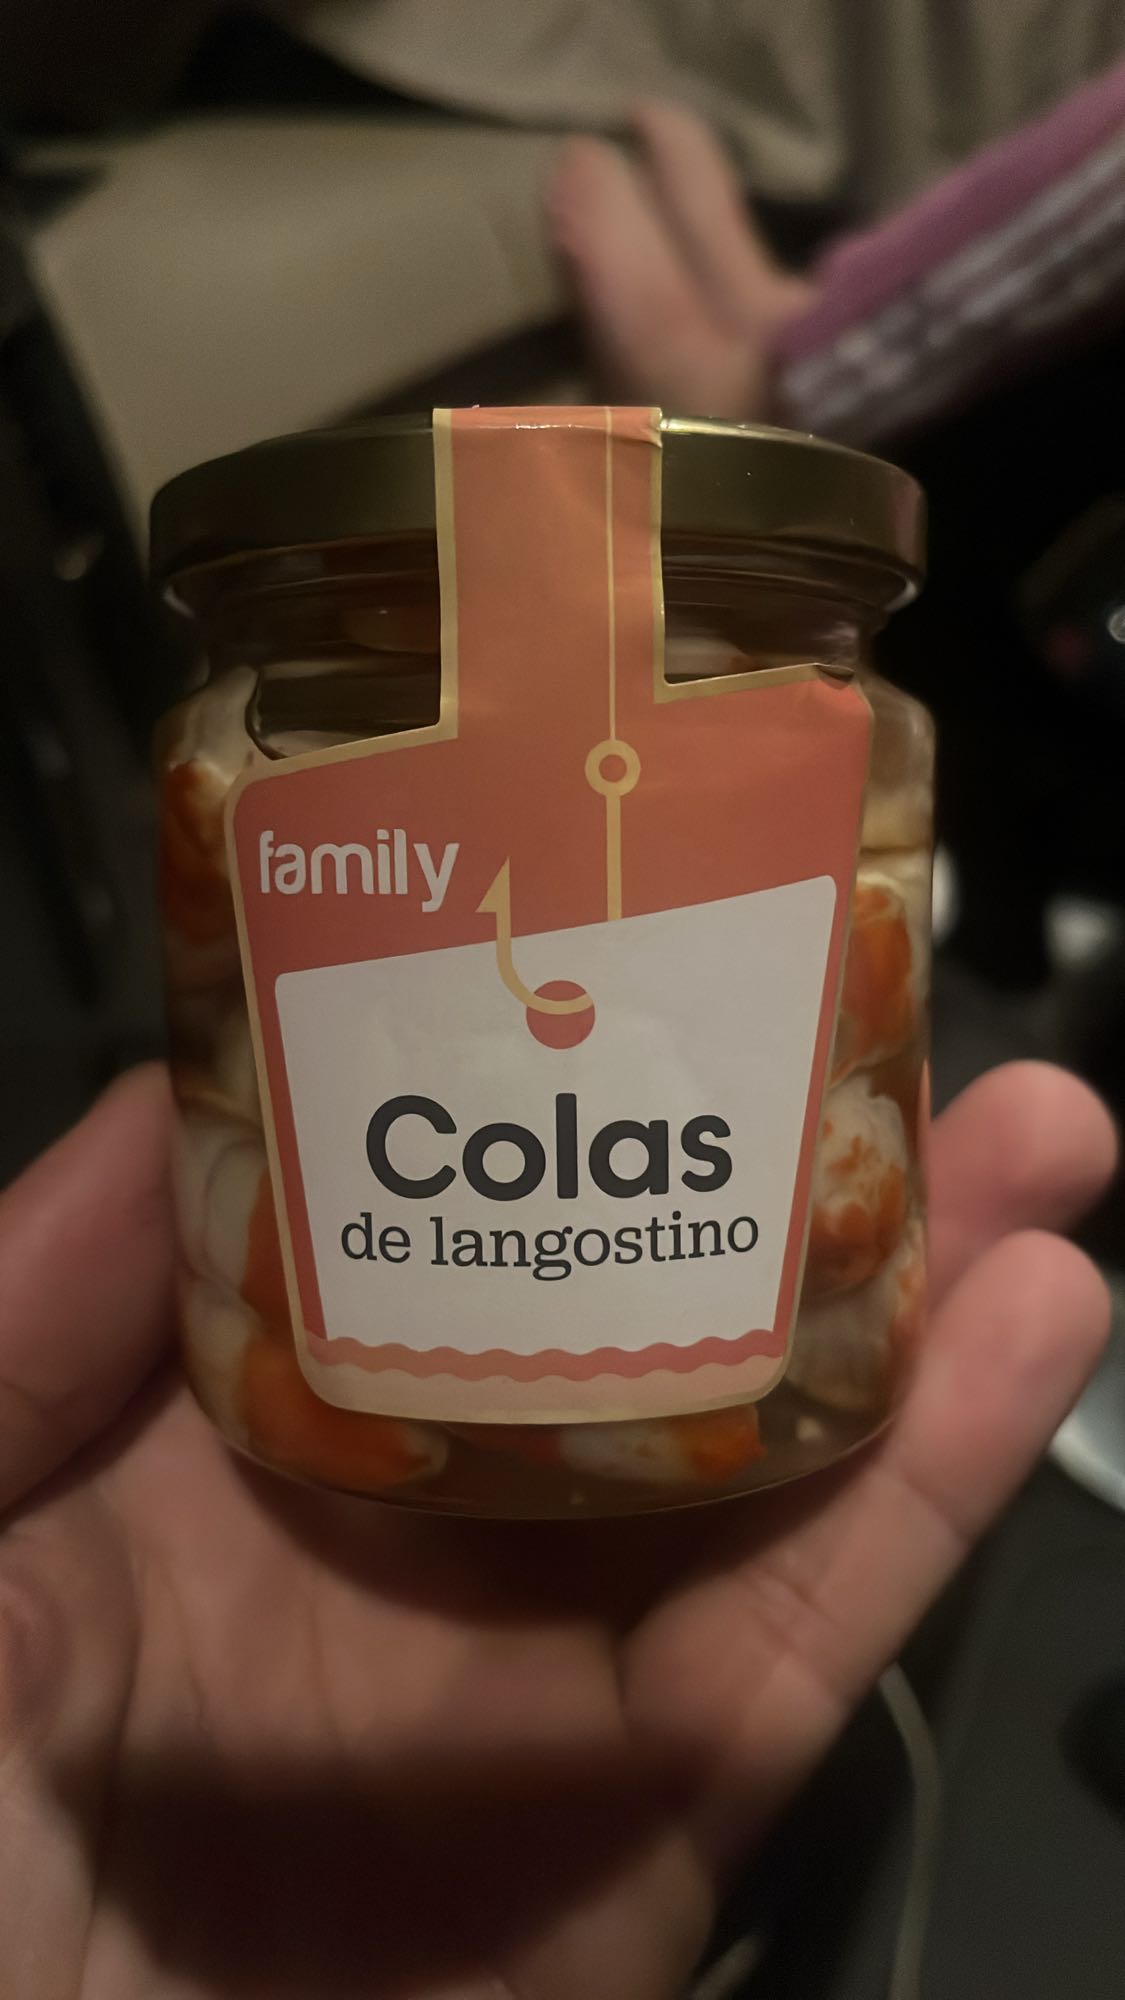 family
Colas
de langostino